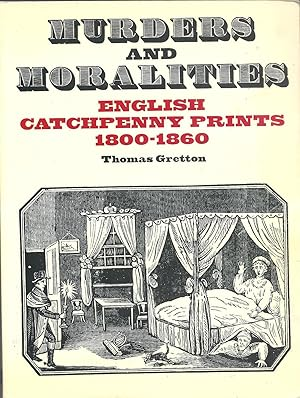 MURDERS
AND
MORALITIES
ENGLISH
CATCHPENNY PRINTS
1800-1860
Thomas Gretton